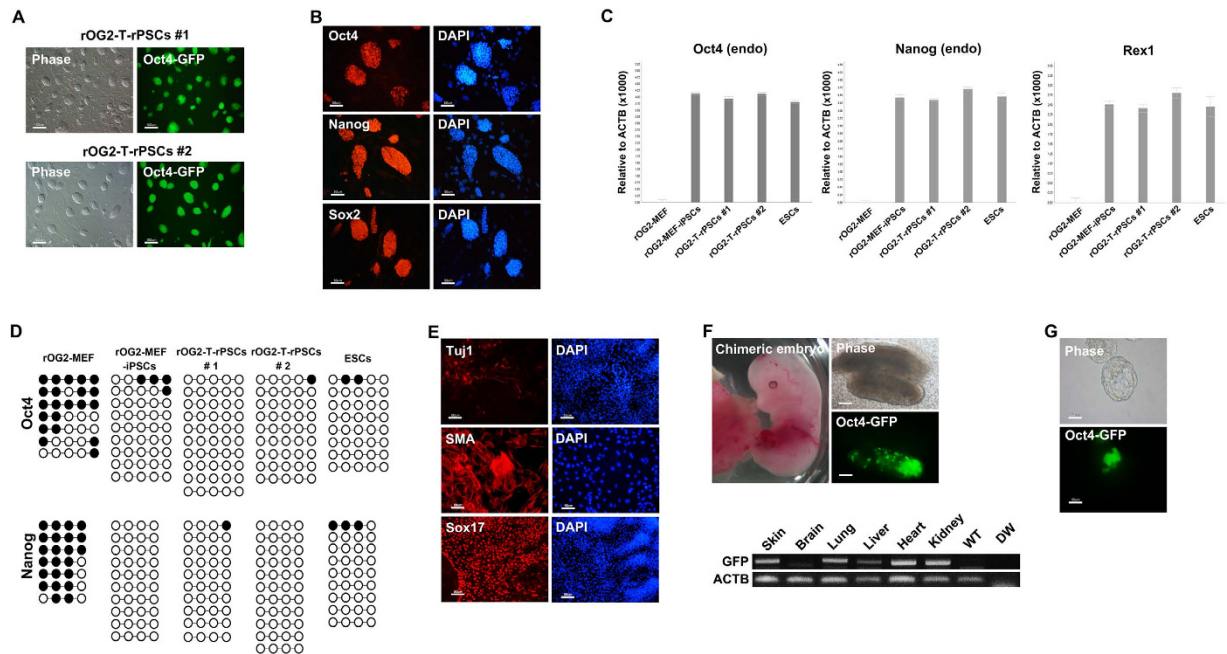 A
rOG2-T-rPSCs #1
Phase
Oct4-GFP
rOG2-T-rPSCs #2
Phase
Oct4-GFP
B
Oct4
DAPI
Nanog
DAPI
Sox2
DAPI
C
Oct4 (endo)
Relative to ACTB (x1000)
rOG2-MEF
rOG2-MEF-iPSCs
rOG2-T-rPSCs #1
rOG2-T-rPSCs #2
ESCs
Nanog (endo)
Relative to ACTB (x1000)
rOG2-MEF
rOG2-MEF-iPSCs
rOG2-T-rPSCs #1
rOG2-T-rPSCs #2
ESCs
Rex1
Relative to ACTB (x1000)
rOG2-MEF
rOG2-MEF-iPSCs
rOG2-T-rPSCs #1
rOG2-T-rPSCs #2
ESCs
D
rOG2-MEF
rOG2-MEF
-iPSCs
rOG2-T-rPSCs
# 1
rOG2-T-rPSCs
# 2
ESCs
Oct4
Nanog
E
Tuj1
DAPI
SMA
DAPI
Sox17
DAPI
F
Chimeric embryo
Phase
Oct4-GFP
Skin
Brain
Lung
Liver
Heart
Kidney
WT
DW
GFP
ACTB
G
Phase
Oct4-GFP